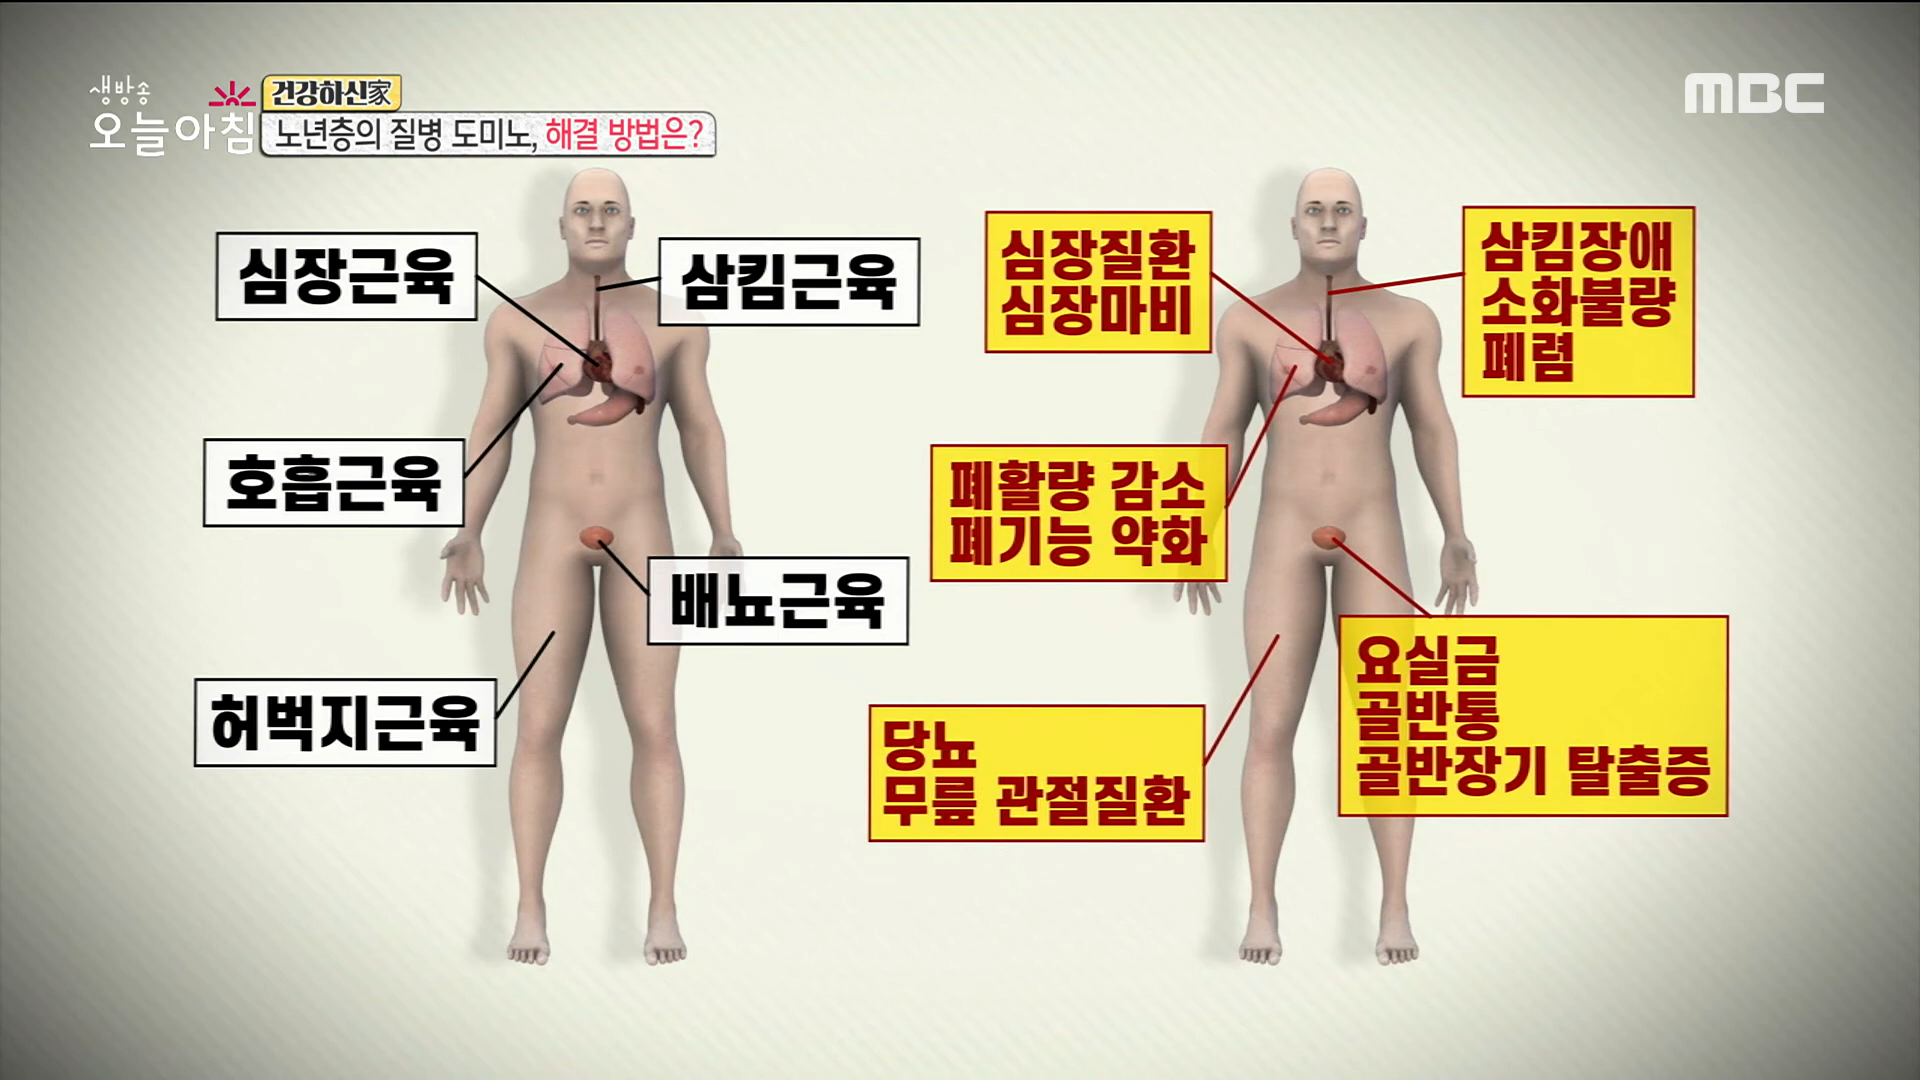 생방송
오늘아침
건강하신家
노년층의 질병 도미노, 해결 방법은?
MBC
심장근육
삼킴근육
호흡근육
배뇨근육
허벅지근육
심장질환
심장마비
삼킴장애
소화불량
폐렴
폐활량 감소
폐기능 약화
요실금
골반통
골반장기 탈출증
당뇨
무릎 관절질환